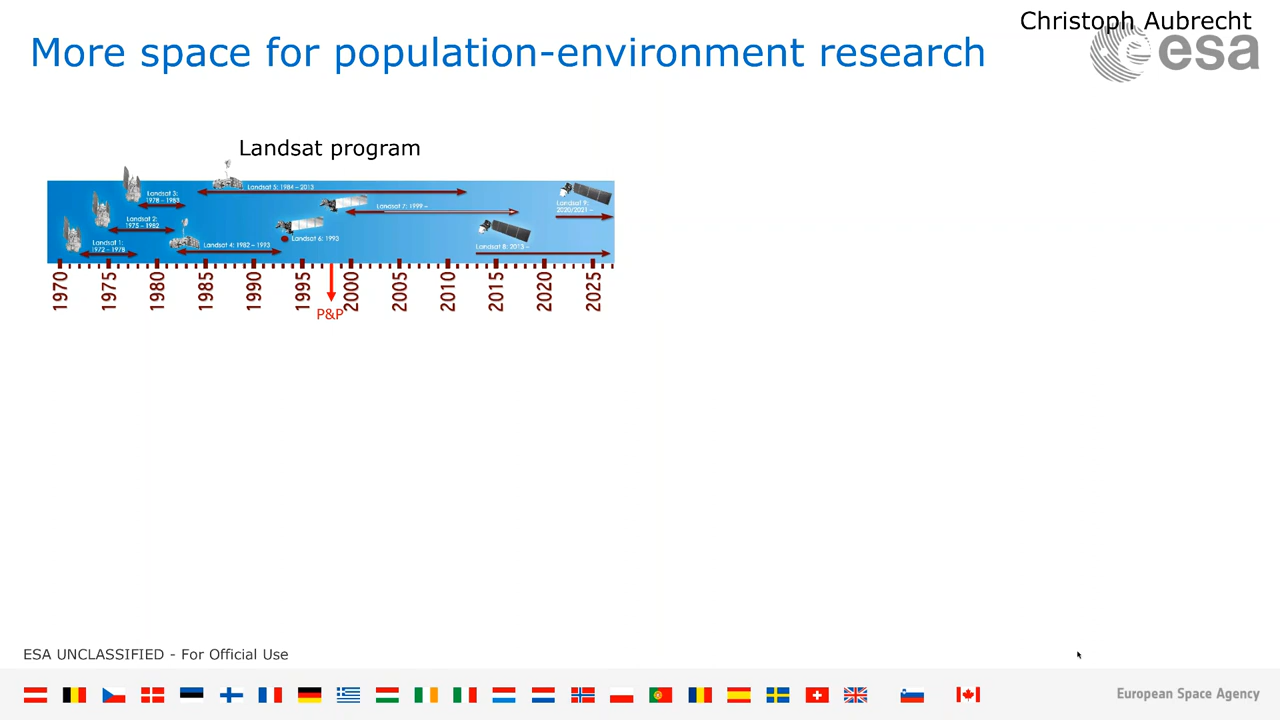 Christoph Aubrecht
More space for population-environment research
esa
Landsat program
Landsat 3:
1978 – 1983
Landsat 5: 1984 – 2013
Landsat 7: 1999 –
Landsat 9:
2020/2021 –
Landsat 2:
1975 – 1982
Landsat 1:
1972 – 1978
Landsat 4: 1982 – 1993
Landsat 6: 1993
Landsat 8: 2013 –
1970
1975
1980
1985
1990
1995
2000
2005
2010
2015
2020
2025
P&P
ESA UNCLASSIFIED - For Official Use
European Space Agency